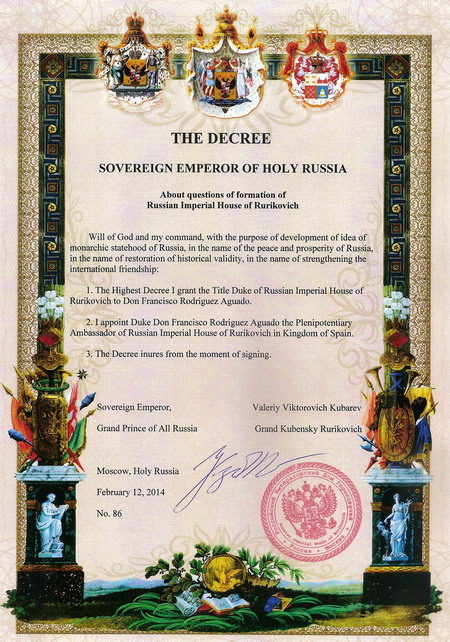 THE DECREE
SOVEREIGN EMPEROR OF HOLY RUSSIA
About questions of formation of
Russian Imperial House of Rurikovich
Will of God and my command, with the purpose of development of idea of
monarchic statehood of Russia, in the name of the peace and prosperity of Russia,
in the name of restoration of historical validity, in the name of strengthening the
international friendship:
1. The Highest Decree I grant the Title Duke of Russian Imperial House of
Rurikovich to Don Francisco Rodriguez Aguado.
2. I appoint Duke Don Francisco Rodriguez Aguado the Plenipotentiary
Ambassador of Russian Imperial House of Rurikovich in Kingdom of Spain.
3. The Decree inures from the moment of signing.
Sovereign Emperor, Valeriy Viktorovich Kubarev
Grand Prince of All Russia Grand Kubensky Rurikovich
Moscow, Holy Russia
February 12, 2014
No. 86